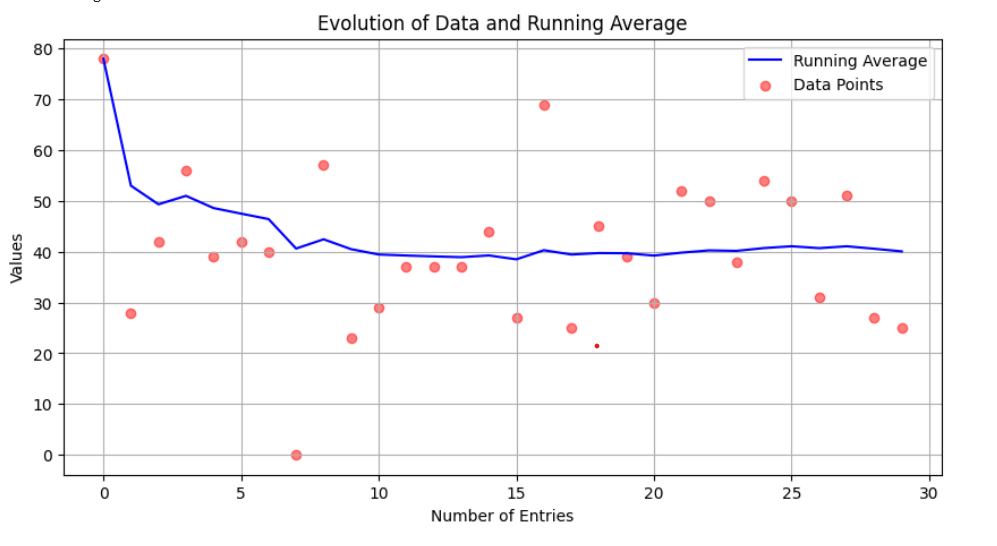 Evolution of Data and Running Average
80
70
60
50
40
30
20
10
0
Values
Running Average
Data Points
0 5 10 15 20 25 30
Number of Entries